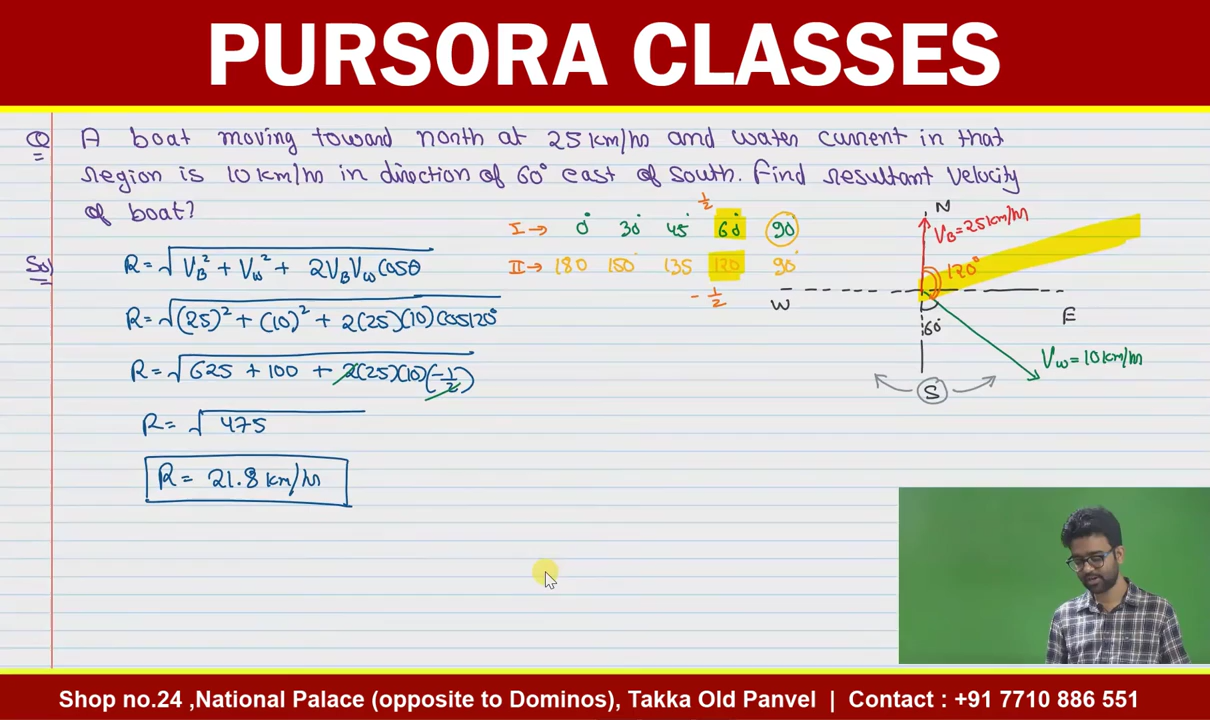 PURSORA CLASSES
Q A boat moving toward north at 25 km/hr and water current in that
region is 10 km/hr in direction of 60° east of south. Find resultant velocity
of boat?
1/2
I → 0° 30° 45° 60° 90°
II → 180 150 135 120 90°
- 1/2
Sol
R = √V_B² + V_w² + 2V_B V_w Cosθ
R = √(25)² + (10)² + 2(25)(10) cos120°
R = √625 + 100 + 2(25)(10)(-1/2)
R = √475
R = 21.8 km/hr
N
V_B = 25 km/hr
120°
W
E
60°
V_w = 10 km/hr
S
Shop no.24 ,National Palace (opposite to Dominos), Takka Old Panvel | Contact : +91 7710 886 551